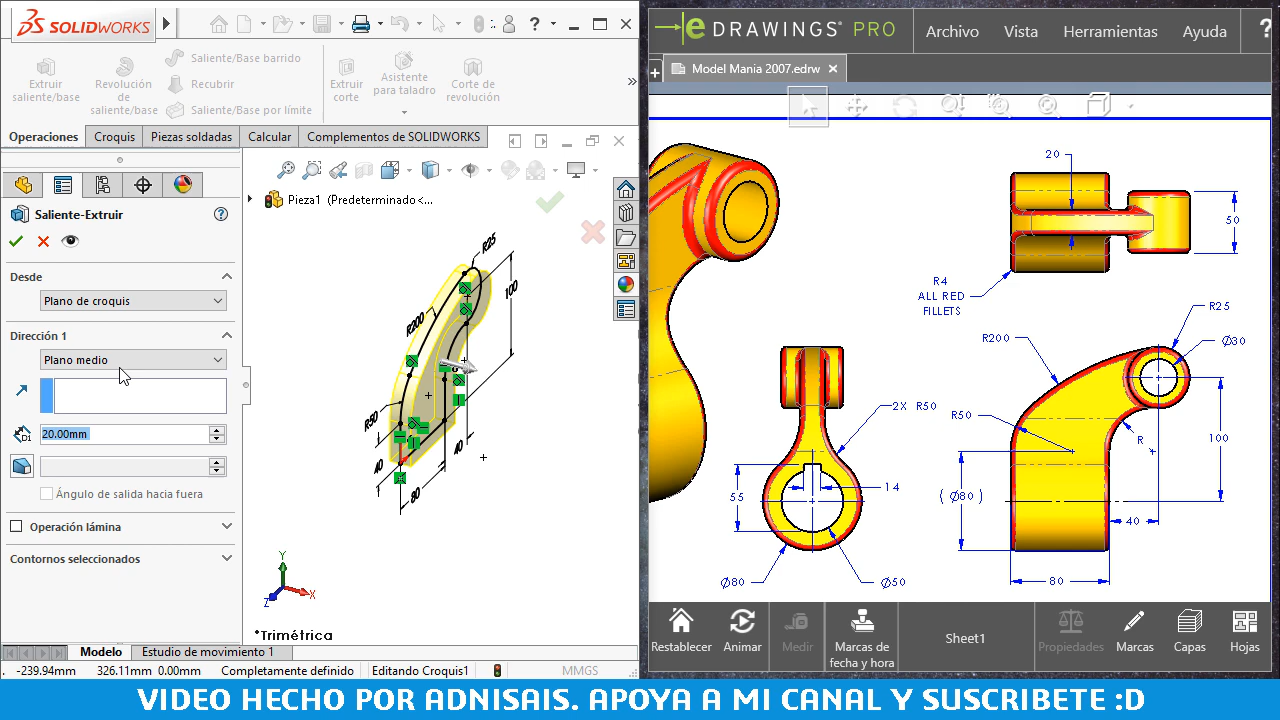 SOLIDWORKS
?
Extruir saliente/base
Revolución de saliente/base
Saliente/Base barrido
Recubrir
Saliente/Base por límite
Extruir corte
Asistente para taladro
Corte de revolución
»
Operaciones
Croquis
Piezas soldadas
Calcular
Complementos de SOLIDWORKS
Saliente-Extruir
?
Desde
Plano de croquis
Dirección 1
Plano medio
D1
20.00mm
Ángulo de salida hacia fuera
Operación lámina
Contornos seleccionados
Pieza1 (Predeterminado <...
R25
100
R200
R50
40
40
80
Y
X
Z
*Trimétrica
Modelo
Estudio de movimiento 1
-239.94mm
326.11mm 0.00mm
Completamente definido
Editando Croquis1
MMGS
eDRAWINGS® PRO
Archivo
Vista
Herramientas
Ayuda
?
Model Mania 2007.edrw
20
50
R4
ALL RED
FILLETS
R25
R200
Ø30
2X R50
R50
R
100
55
14
( Ø80 )
40
Ø80
Ø50
80
Restablecer
Animar
Medir
Marcas de fecha y hora
Sheet1
Propiedades
Marcas
Capas
Hojas
VIDEO HECHO POR ADNISAIS. APOYA A MI CANAL Y SUSCRIBETE :D